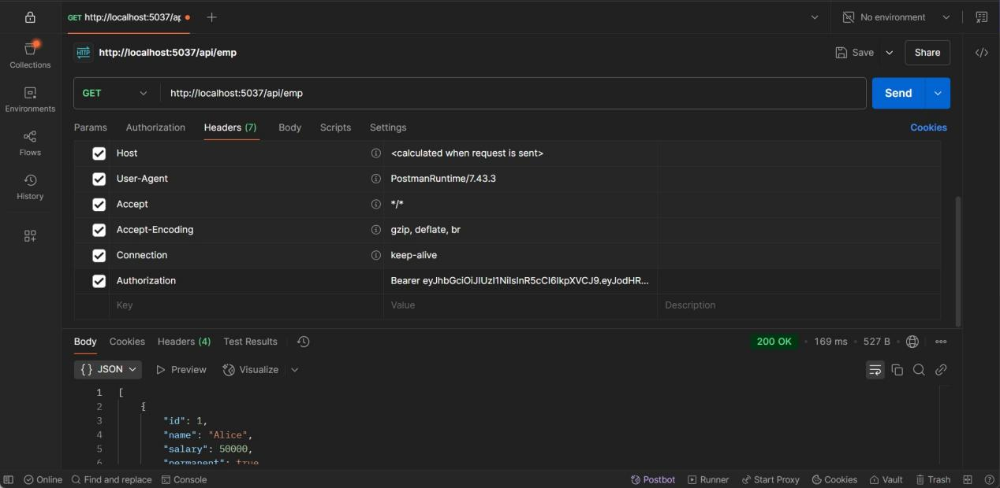 GET http://localhost:5037/ap
No environment
Collections
HTTP http://localhost:5037/api/emp
Save
Share
Environments
GET http://localhost:5037/api/emp
Send
Params Authorization Headers (7) Body Scripts Settings Cookies
Flows
Host <calculated when request is sent>
User-Agent PostmanRuntime/7.43.3
History
Accept */*
Accept-Encoding gzip, deflate, br
Connection keep-alive
Authorization Bearer eyJhbGciOiJIUzI1NiIsInR5cCI6IkpXVCJ9.eyJodHR...
Key Value Description
Body Cookies Headers (4) Test Results 200 OK • 169 ms • 527 B
{} JSON Preview Visualize
1 [
2 {
3 "id": 1,
4 "name": "Alice",
5 "salary": 50000,
6 "permanent": true
Online Find and replace Console Postbot Runner Start Proxy Cookies Vault Trash